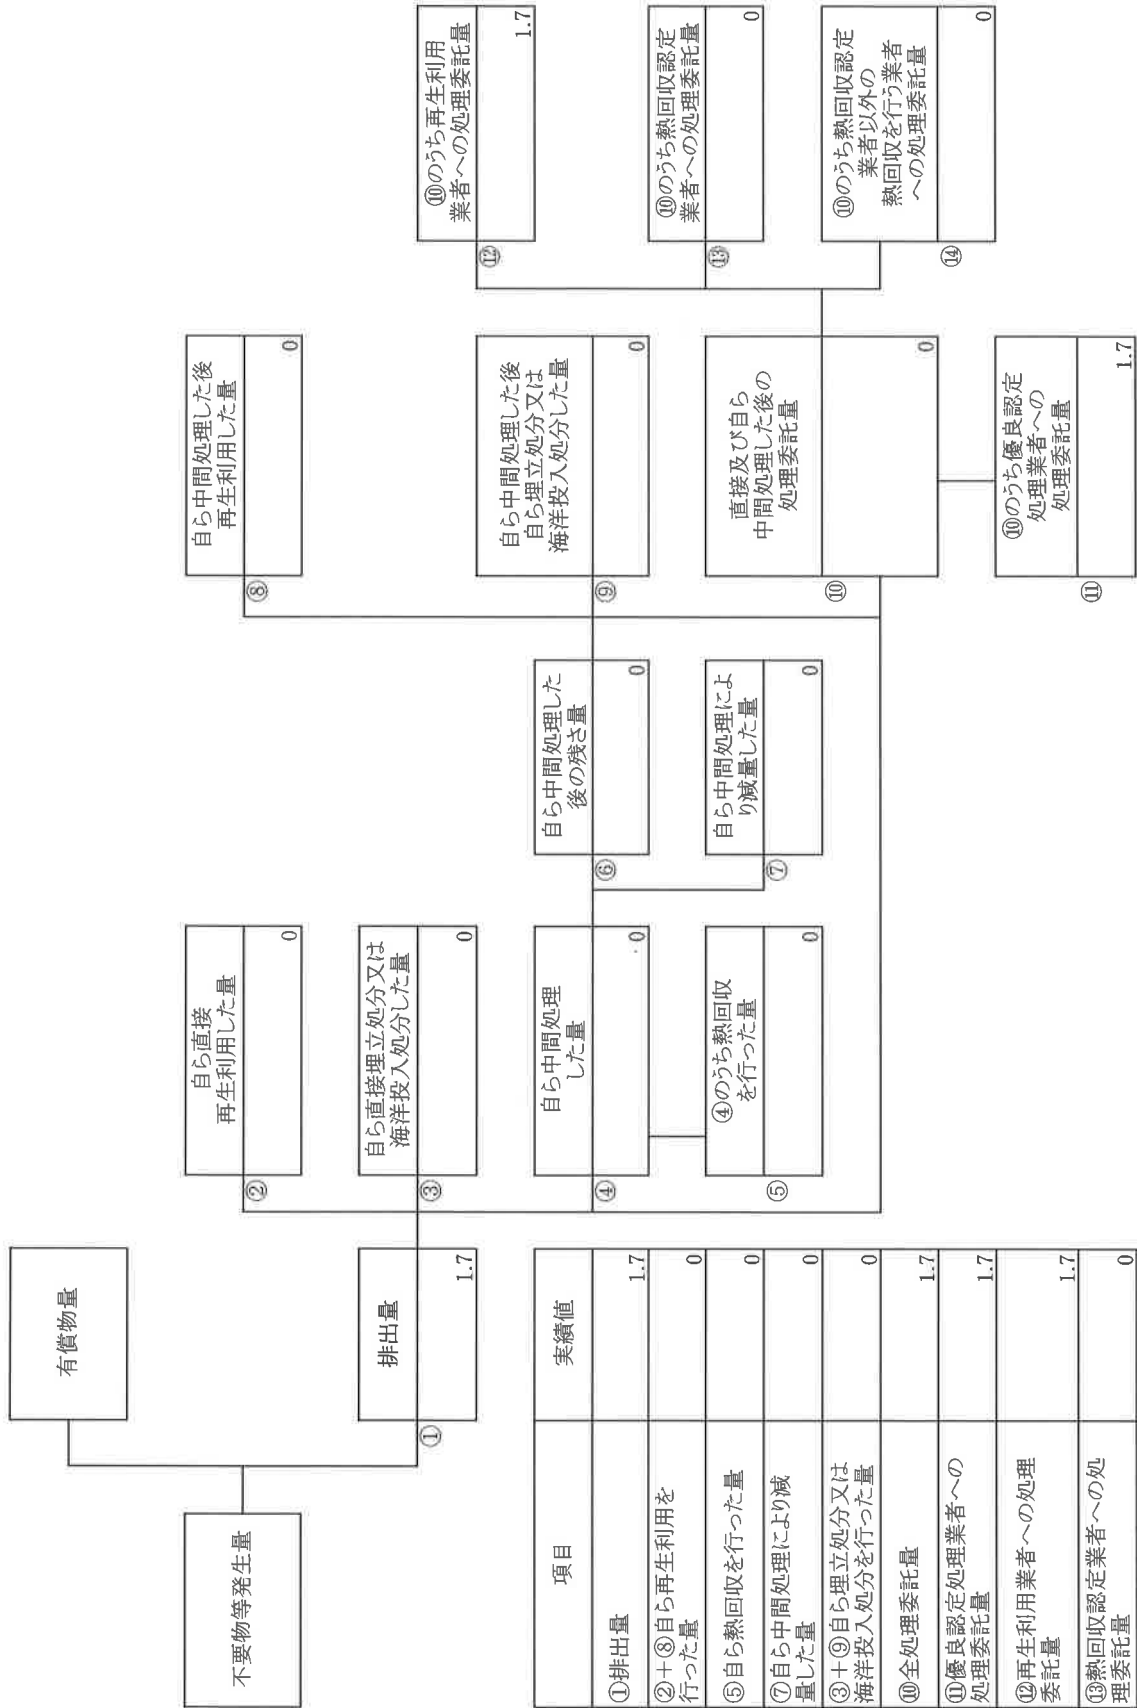 不要物等発生量
有償物量
①
排出量
1.7
②
自ら直接
再生利用した量
0
③
自ら直接埋立処分又は
海洋投入処分した量
0
④
自ら中間処理
した量
0
⑤
④のうち熱回収
を行った量
0
⑥
自ら中間処理した
後の残さ量
0
⑦
自ら中間処理によ
り減量した量
0
⑧
自ら中間処理した後
再生利用した量
0
⑨
自ら中間処理した後
自ら埋立処分又は
海洋投入処分した量
0
⑩
直接及び自ら
中間処理した後の
処理委託量
0
⑪
⑩のうち優良認定
処理業者への
処理委託量
1.7
⑫
⑩のうち再生利用
業者への処理委託量
1.7
⑬
⑩のうち熱回収認定
業者への処理委託量
0
⑭
⑩のうち熱回収認定
業者以外の
熱回収を行う業者
への処理委託量
0
項目 実績値
①排出量 1.7
②+⑧自ら再生利用を
行った量 0
⑤自ら熱回収を行った量 0
⑦自ら中間処理により減
量した量 0
③+⑨自ら埋立処分又は
海洋投入処分を行った量 0
⑩全処理委託量 1.7
⑪優良認定処理業者への
処理委託量 1.7
⑫再生利用業者への処理
委託量 1.7
⑬熱回収認定業者への処
理委託量 0